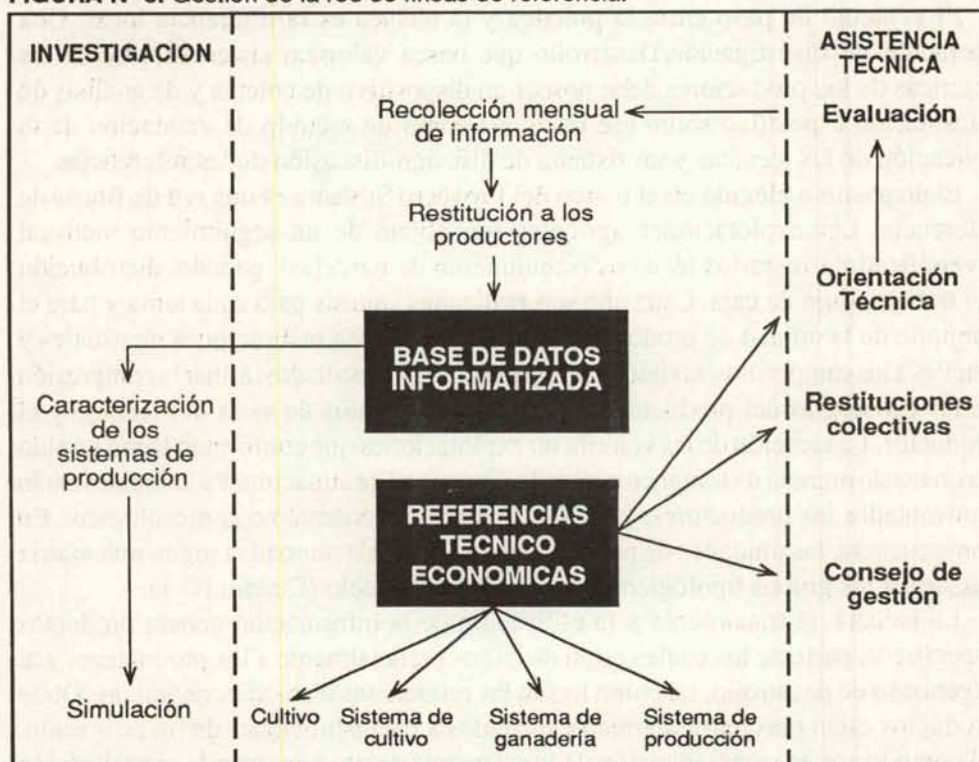 INVESTIGACION
ASISTENCIA
TECNICA
Recolección mensual
de información
Evaluación
Restitución a los
productores
Orientación
Técnica
BASE DE DATOS
INFORMATIZADA
Caracterización
de los
sistemas de
producción
Restituciones
colectivas
REFERENCIAS
TECNICO
ECONOMICAS
Consejo de
gestión
Simulación
Cultivo
Sistema de
cultivo
Sistema de
ganadería
Sistema de
producción